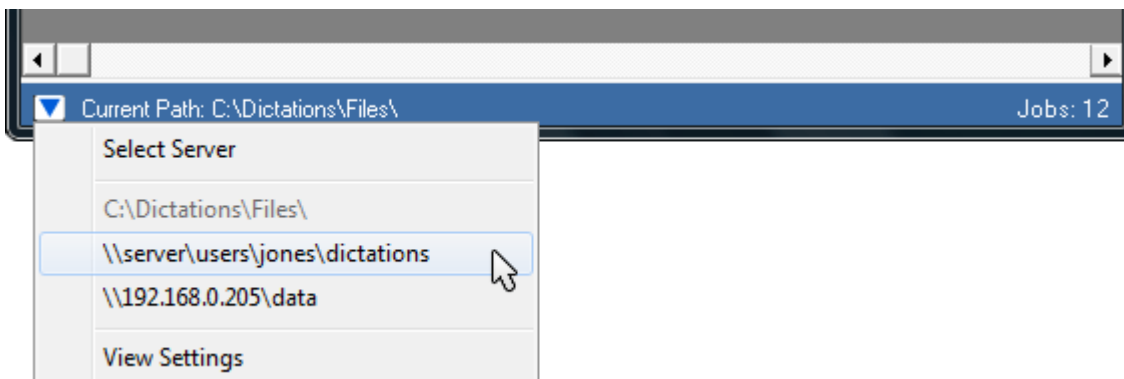 Current Path: C:\Dictations\Files\ Jobs: 12
Select Server
C:\Dictations\Files\
\\server\users\jones\dictations
\\192.168.0.205\data
View Settings